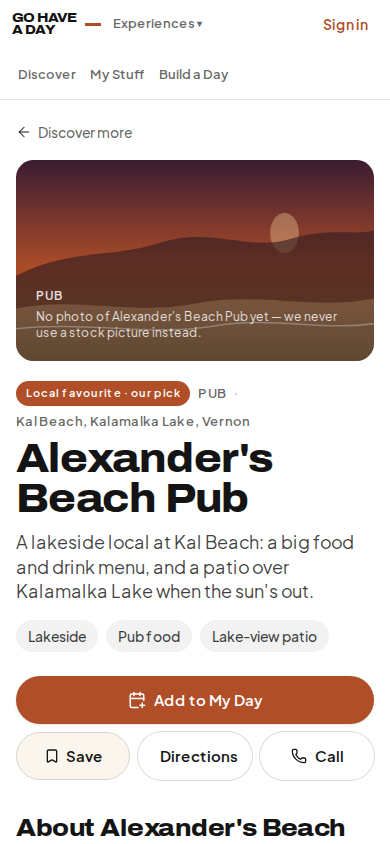 GO HAVE
A DAY
Experiences ▾
Sign in
Discover
My Stuff
Build a Day
← Discover more
PUB
No photo of Alexander's Beach Pub yet — we never
use a stock picture instead.
Local favourite · our pick
PUB ·
Kal Beach, Kalamalka Lake, Vernon
Alexander's
Beach Pub
A lakeside local at Kal Beach: a big food
and drink menu, and a patio over
Kalamalka Lake when the sun's out.
Lakeside
Pub food
Lake-view patio
Add to My Day
Save
Directions
Call
About Alexander's Beach